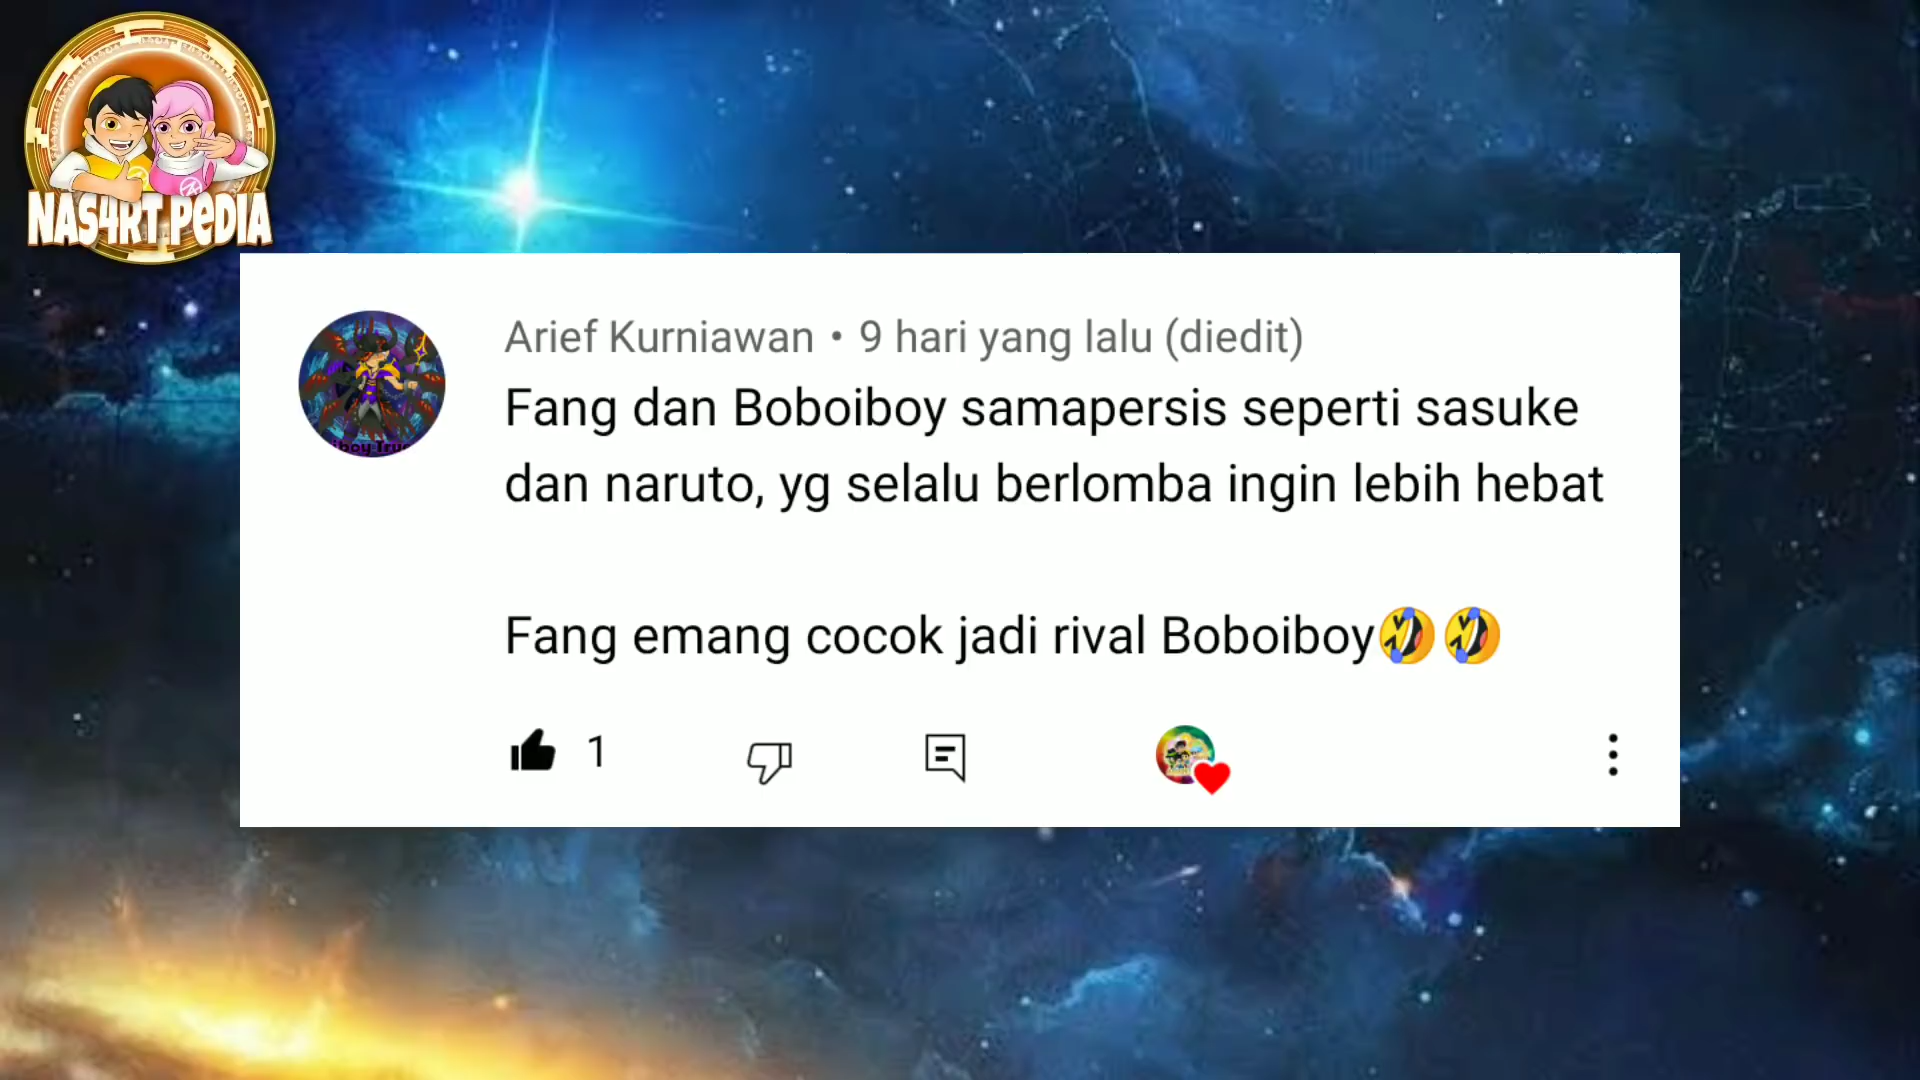 NAS4RT.PEDIA
Arief Kurniawan • 9 hari yang lalu (diedit)
Fang dan Boboiboy samapersis seperti sasuke
dan naruto, yg selalu berlomba ingin lebih hebat
Fang emang cocok jadi rival Boboiboy🤣🤣
1